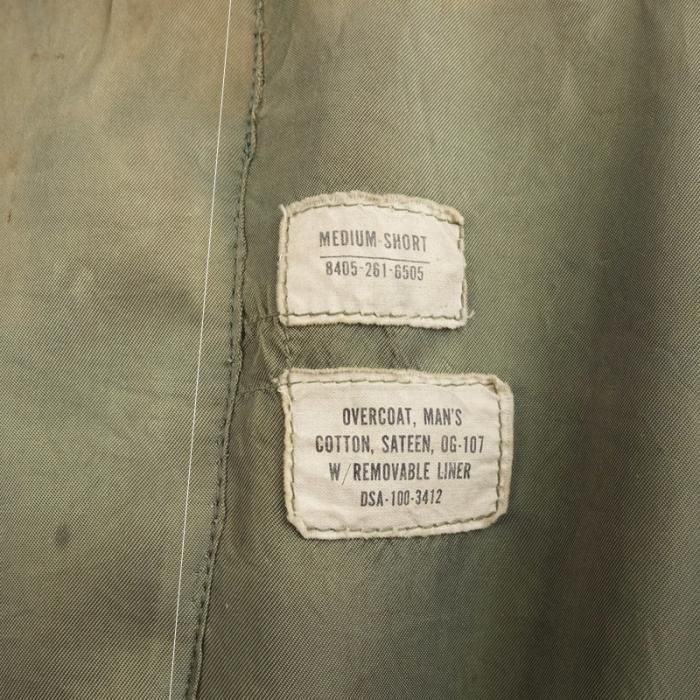 MEDIUM-SHORT
8405-261-6505
OVERCOAT, MAN'S
COTTON, SATEEN, OG-107
W/REMOVABLE LINER
DSA-100-3412